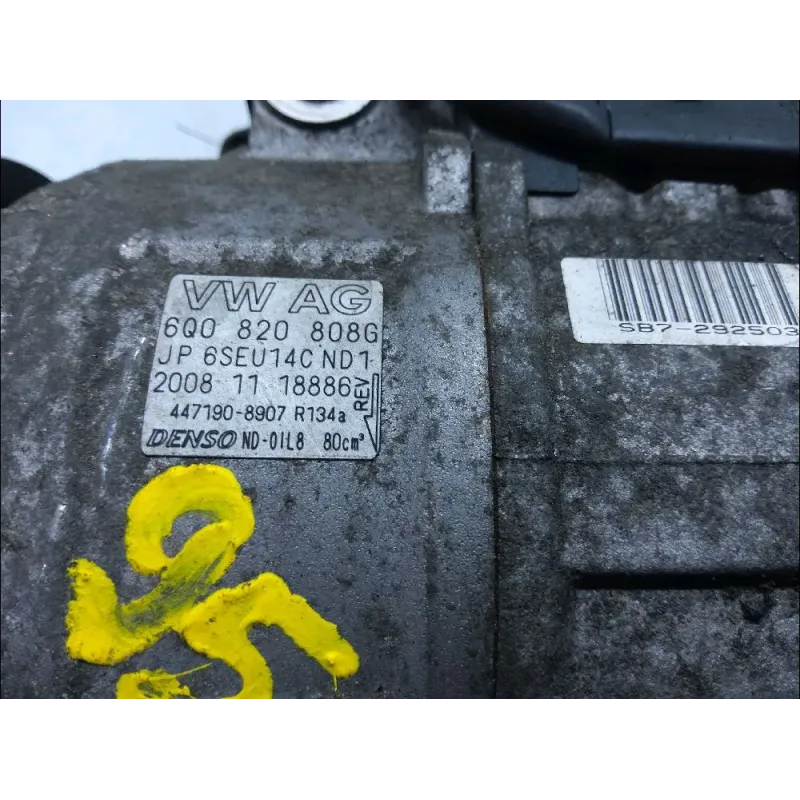 VW AG
6Q0 820 808G
JP 6SEU14C ND1
2008 11 18886
REV
447190-8907 R134a
DENSO ND-OIL8 80cm³
SB7-292503